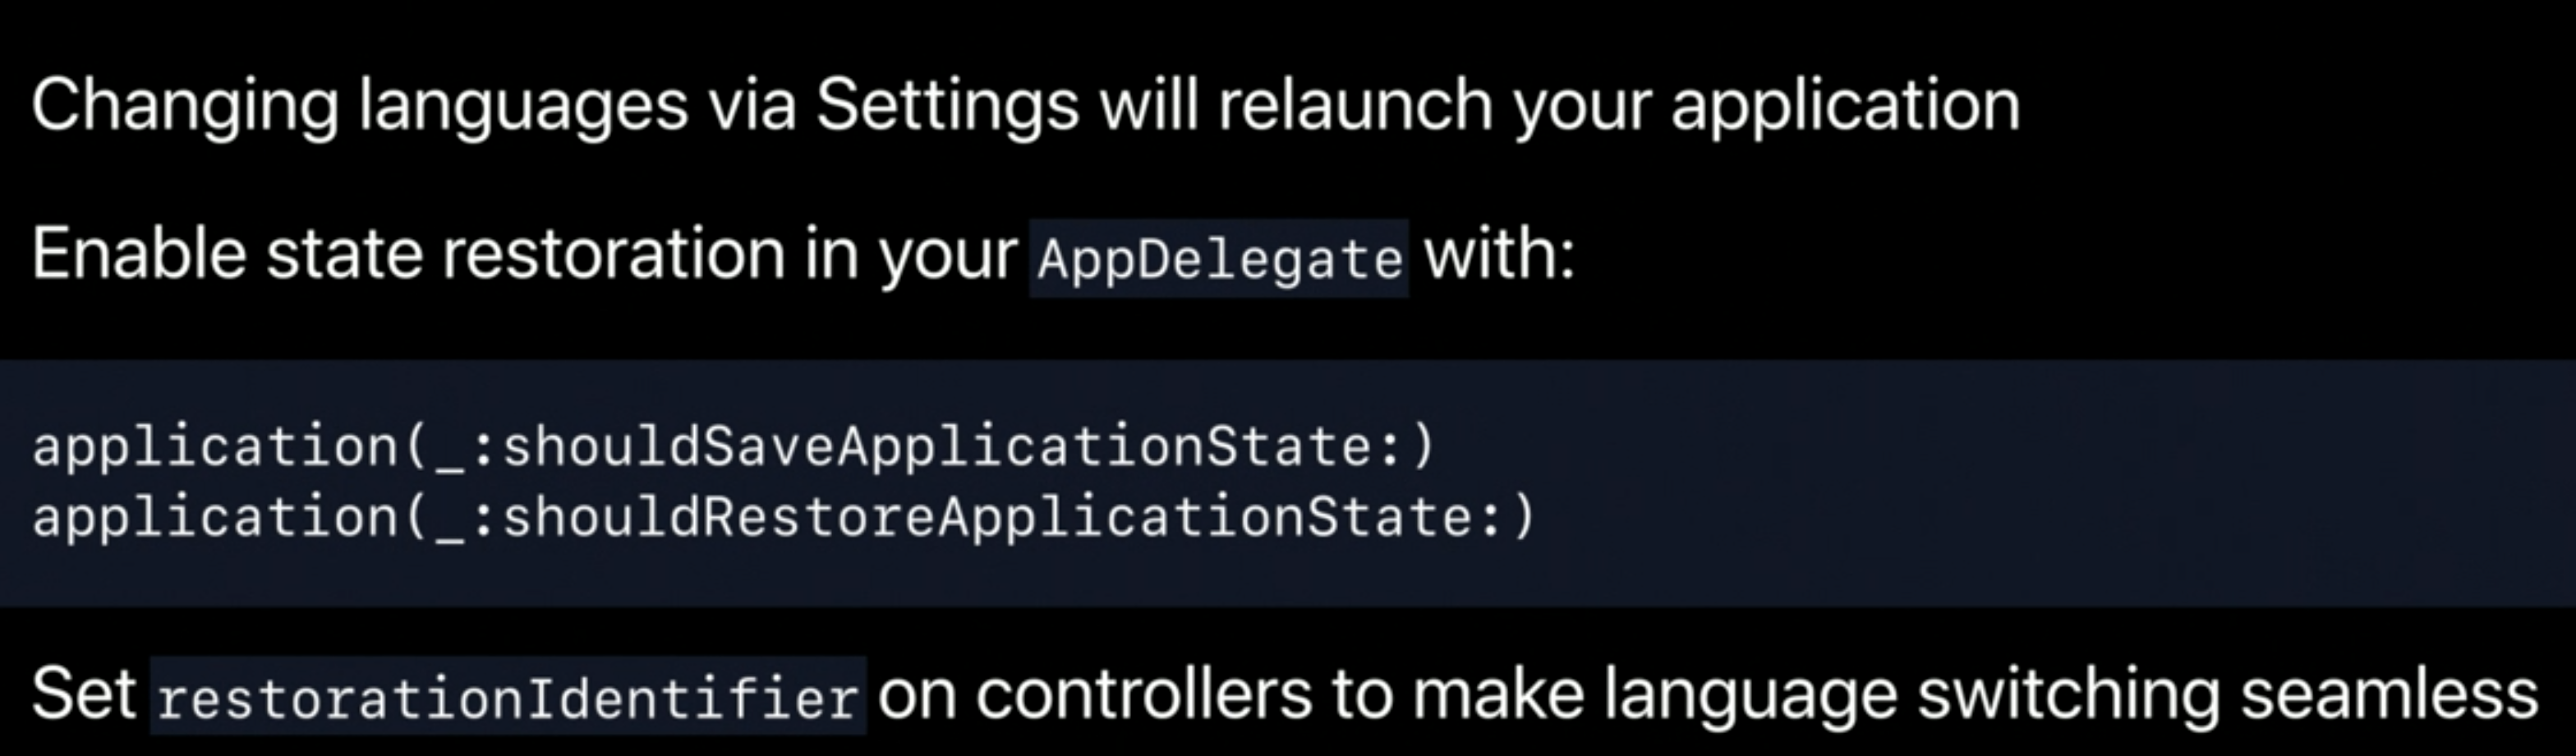 Changing languages via Settings will relaunch your application
Enable state restoration in your AppDelegate with:
application(_:shouldSaveApplicationState:)
application(_:shouldRestoreApplicationState:)
Set restorationIdentifier on controllers to make language switching seamless